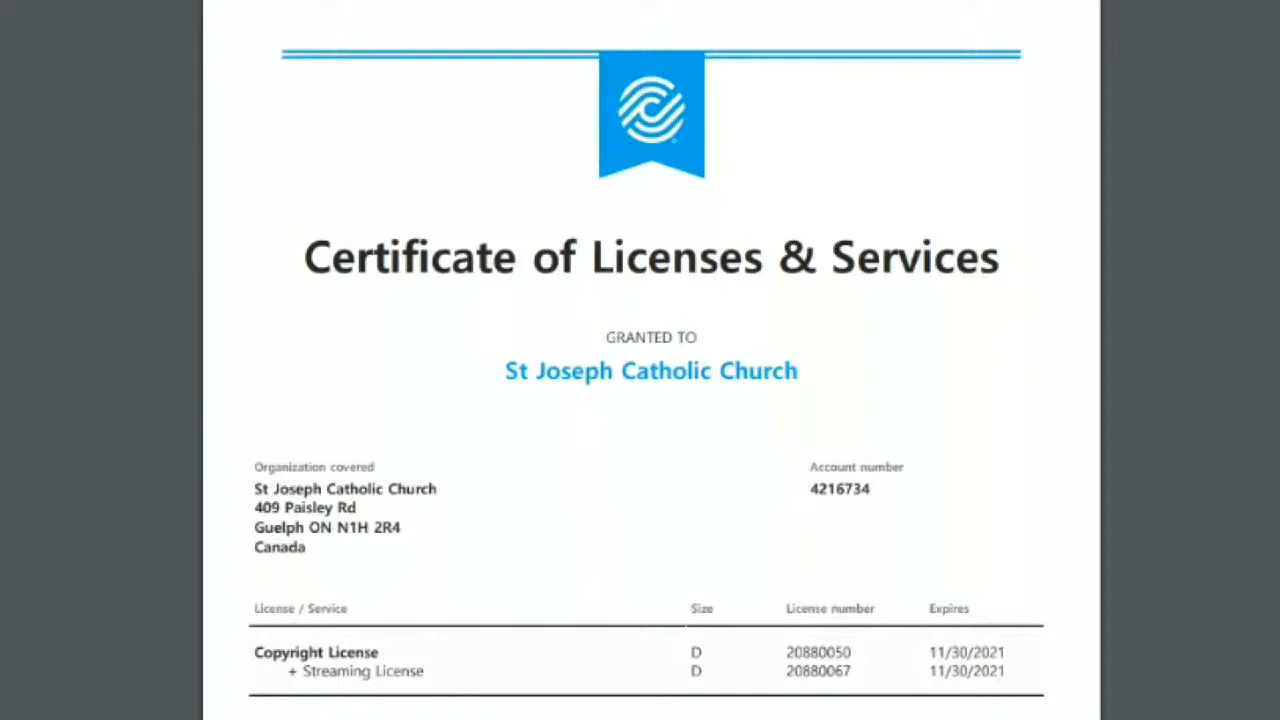 Certificate of Licenses & Services
GRANTED TO
St Joseph Catholic Church
Organization covered
St Joseph Catholic Church
409 Paisley Rd
Guelph ON N1H 2R4
Canada
Account number
4216734
License / Service Size License number Expires
Copyright License D 20880050 11/30/2021
+ Streaming License D 20880067 11/30/2021